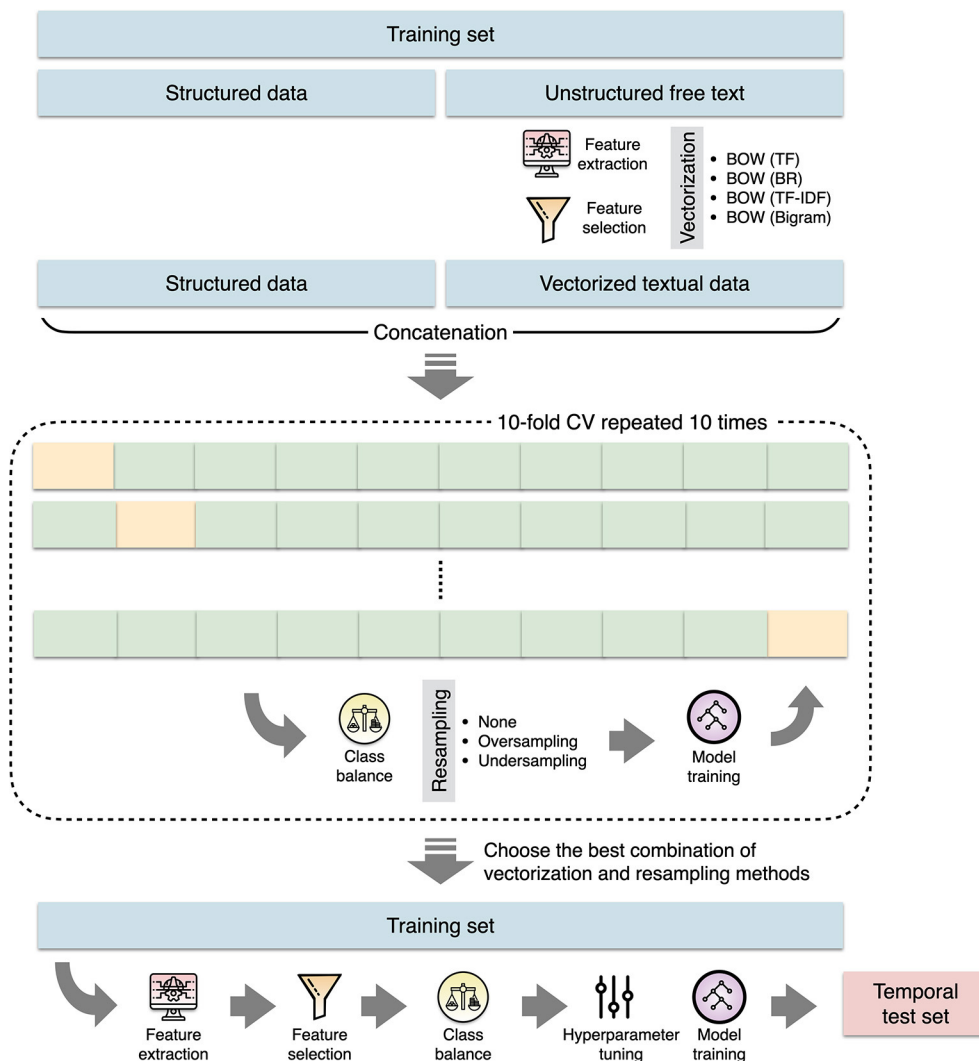 Training set
Structured data
Unstructured free text
Feature
extraction
Feature
selection
Vectorization
• BOW (TF)
• BOW (BR)
• BOW (TF-IDF)
• BOW (Bigram)
Structured data
Vectorized textual data
Concatenation
10-fold CV repeated 10 times
Class
balance
Resampling
• None
• Oversampling
• Undersampling
Model
training
Choose the best combination of
vectorization and resampling methods
Training set
Feature
extraction
Feature
selection
Class
balance
Hyperparameter
tuning
Model
training
Temporal
test set